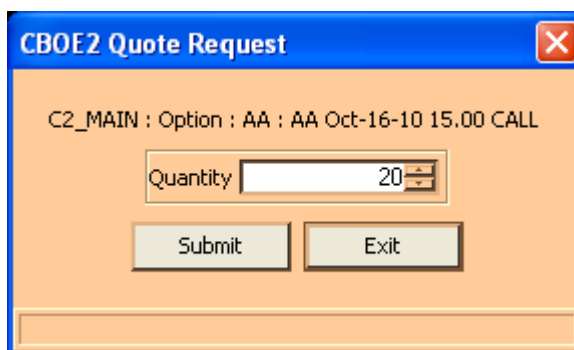 CBOE2 Quote Request
C2_MAIN : Option : AA : AA Oct-16-10 15.00 CALL
Quantity 20
Submit Exit